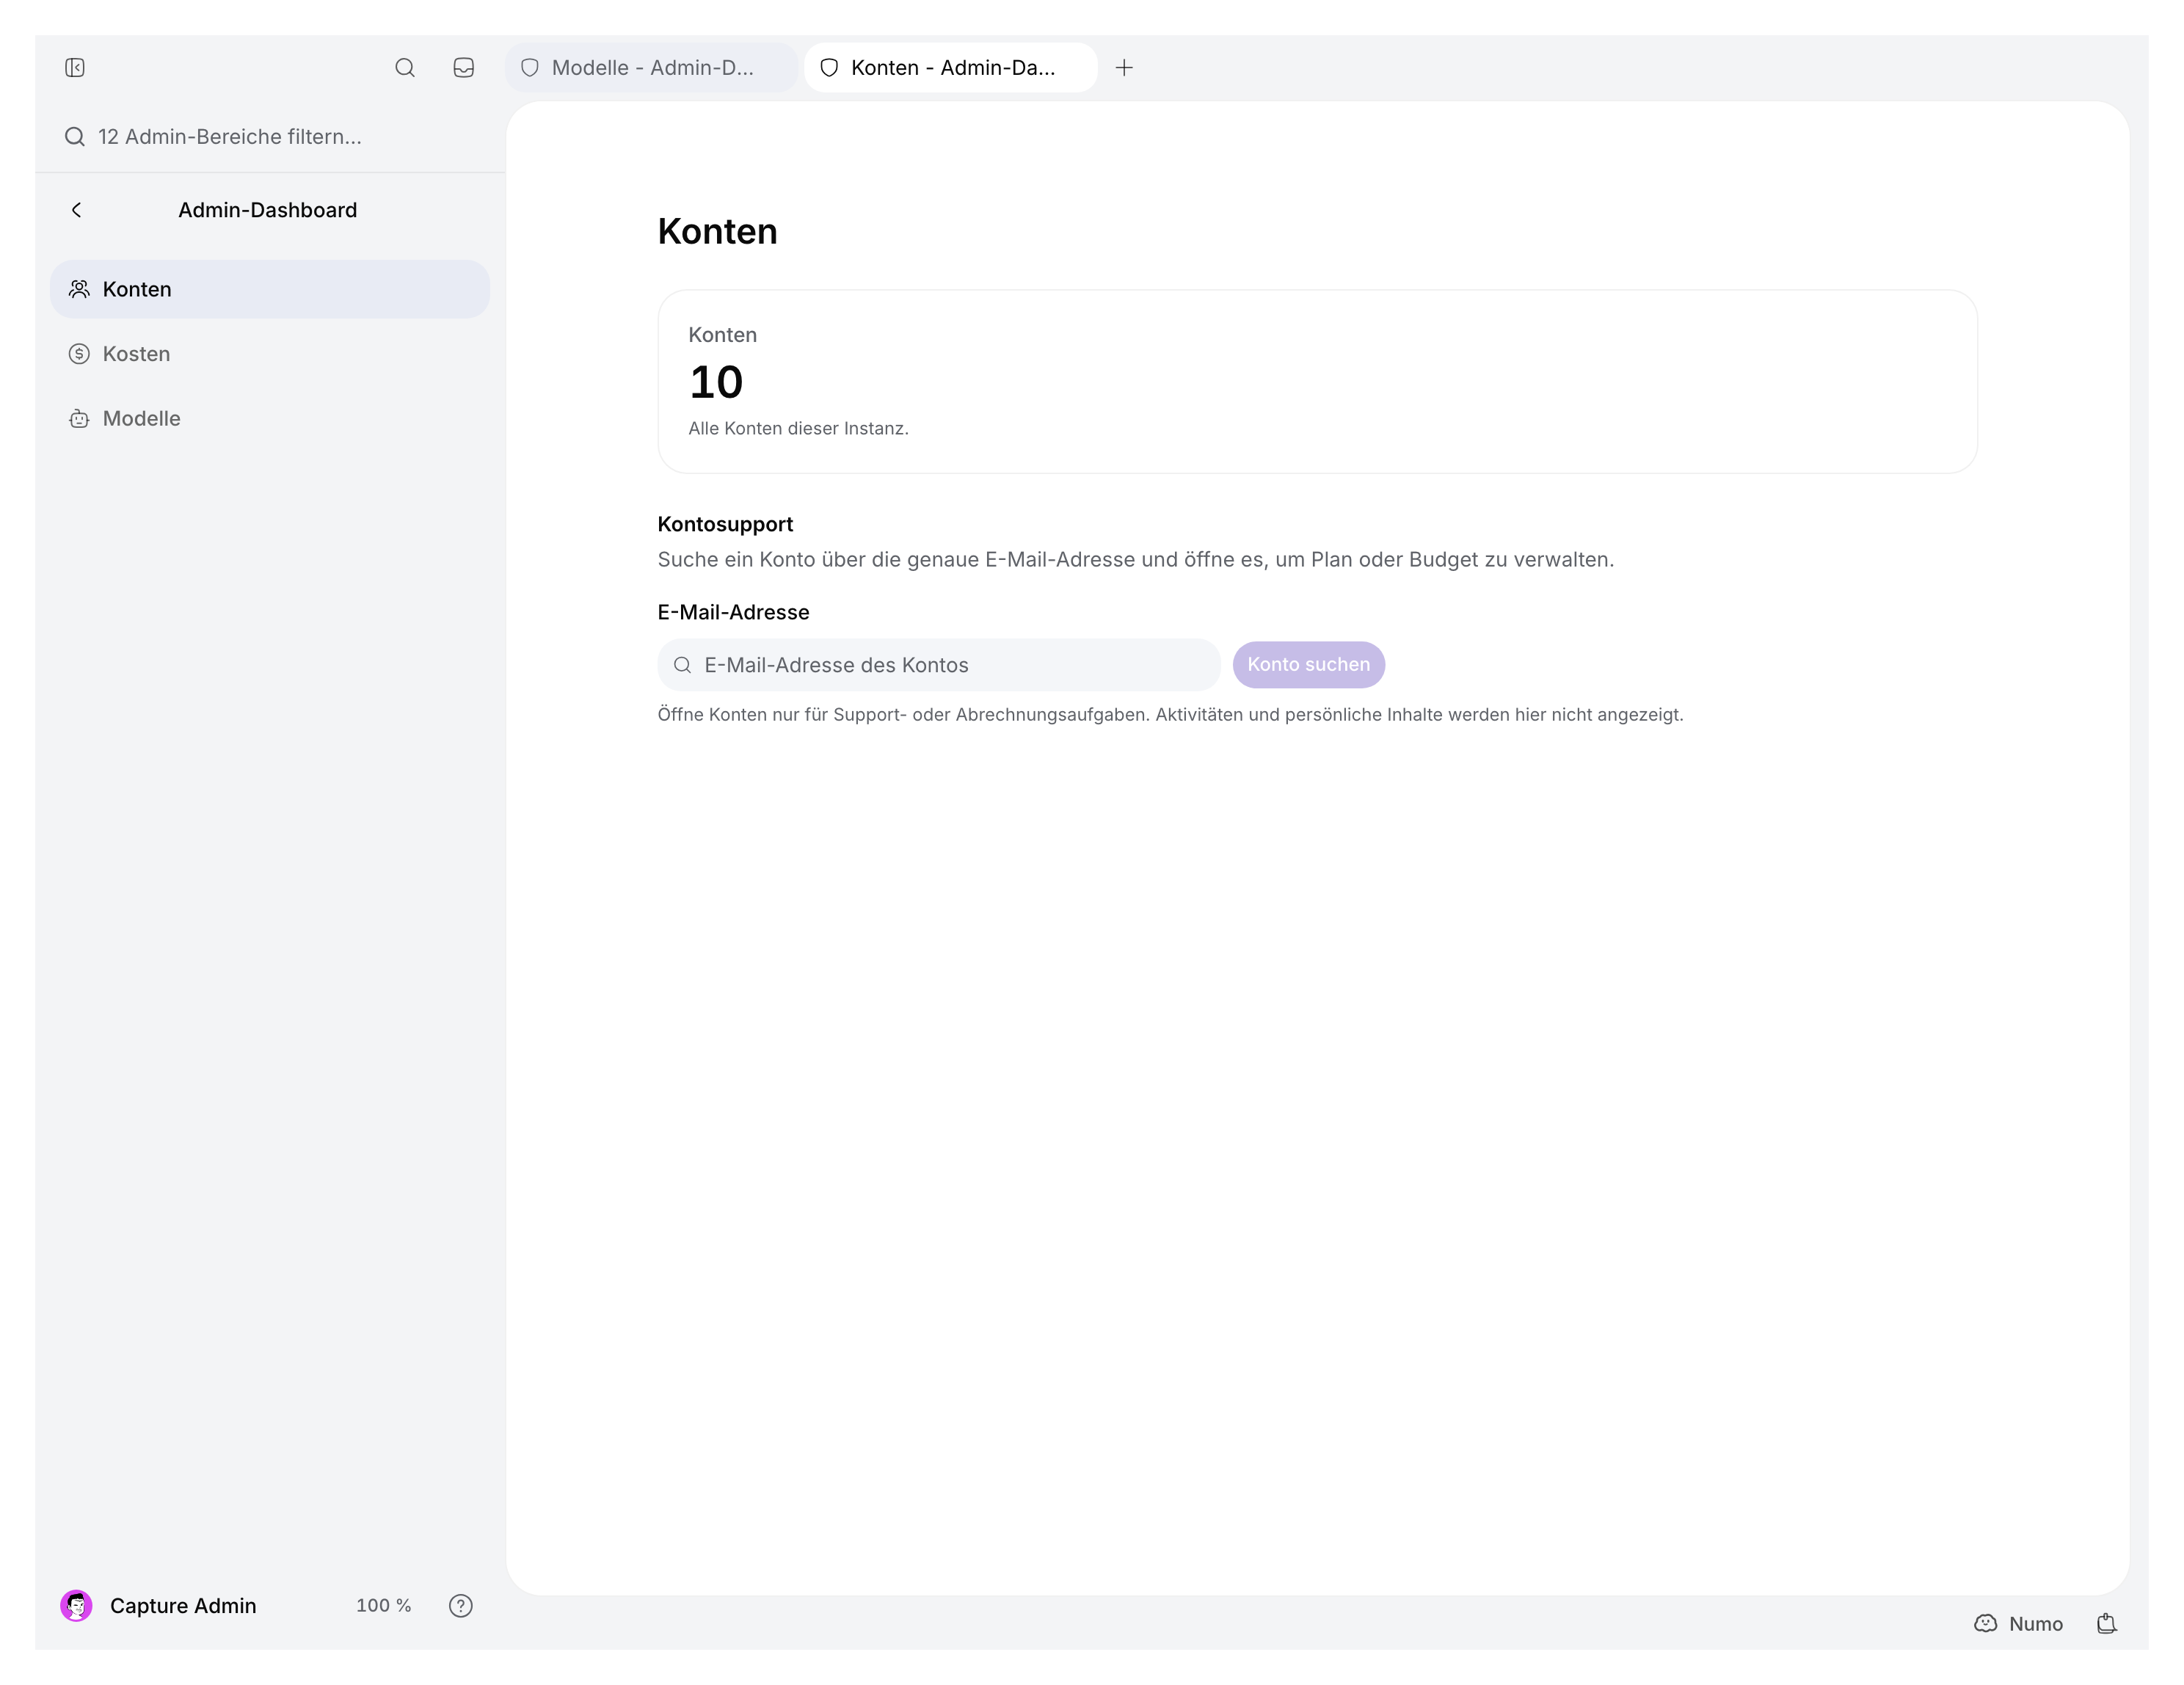 Modelle - Admin-D...
Konten - Admin-Da...
12 Admin-Bereiche filtern...
Admin-Dashboard
Konten
Kosten
Modelle
Konten
Konten
10
Alle Konten dieser Instanz.
Kontosupport
Suche ein Konto über die genaue E-Mail-Adresse und öffne es, um Plan oder Budget zu verwalten.
E-Mail-Adresse
E-Mail-Adresse des Kontos
Konto suchen
Öffne Konten nur für Support- oder Abrechnungsaufgaben. Aktivitäten und persönliche Inhalte werden hier nicht angezeigt.
Capture Admin
100 %
Numo